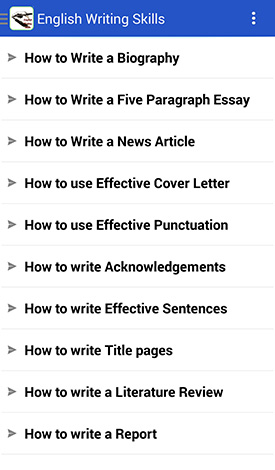 English Writing Skills
How to Write a Biography
How to Write a Five Paragraph Essay
How to Write a News Article
How to use Effective Cover Letter
How to use Effective Punctuation
How to write Acknowledgements
How to write Effective Sentences
How to write Title pages
How to write a Literature Review
How to write a Report